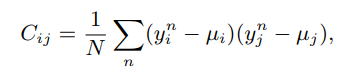 $C_{ij} = \frac{1}{N} \sum_{n} (y_i^n - \mu_i)(y_j^n - \mu_j),$